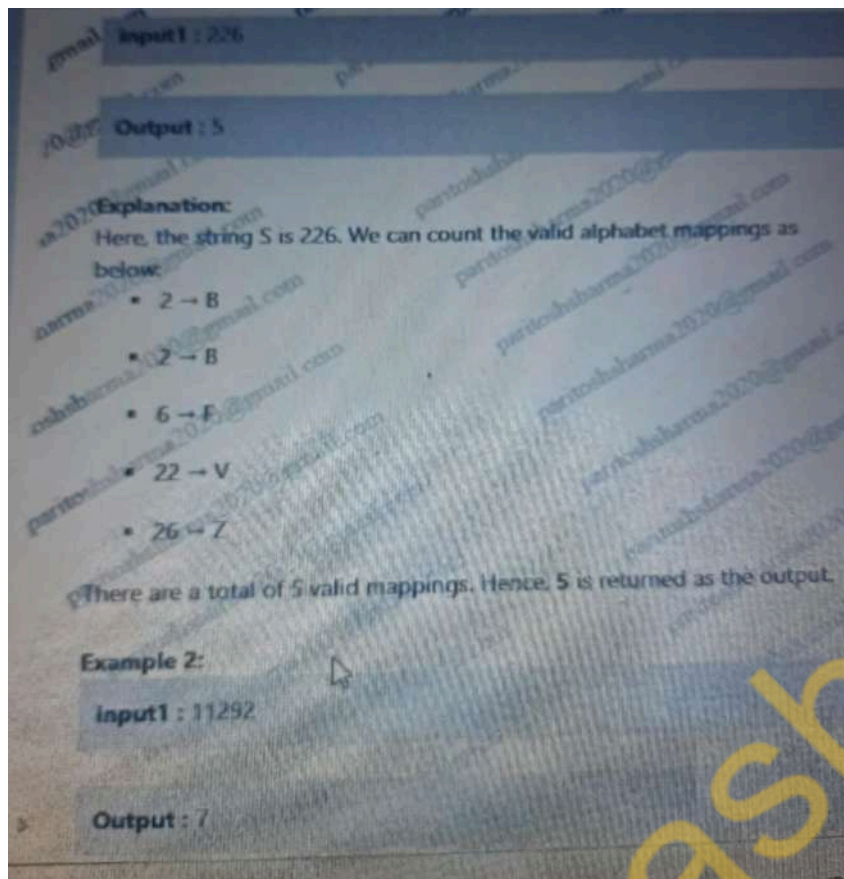 input1 : 226
Output : 5
Explanation:
Here, the string S is 226. We can count the valid alphabet mappings as
below:
• 2 → B
• 2 → B
• 6 → F
• 22 → V
• 26 → Z
There are a total of 5 valid mappings. Hence, 5 is returned as the output.
Example 2:
input1 : 11292
Output : 7